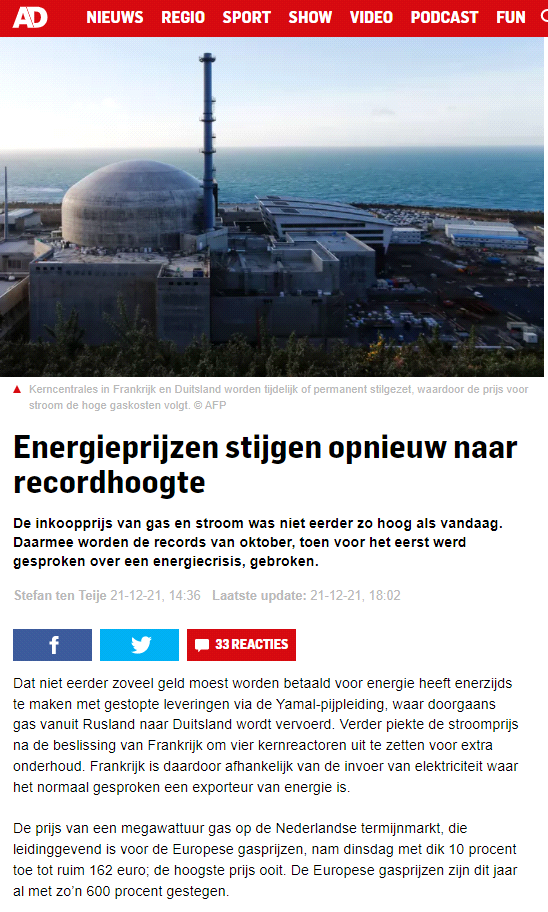 AD NIEUWS REGIO SPORT SHOW VIDEO PODCAST FUN
Kerncentrales in Frankrijk en Duitsland worden tijdelijk of permanent stilgezet, waardoor de prijs voor
stroom de hoge gaskosten volgt. © AFP
Energieprijzen stijgen opnieuw naar
recordhoogte
De inkoopprijs van gas en stroom was niet eerder zo hoog als vandaag.
Daarmee worden de records van oktober, toen voor het eerst werd
gesproken over een energiecrisis, gebroken.
Stefan ten Teije 21-12-21, 14:36 Laatste update: 21-12-21, 18:02
33 REACTIES
Dat niet eerder zoveel geld moest worden betaald voor energie heeft enerzijds
te maken met gestopte leveringen via de Yamal-pijpleiding, waar doorgaans
gas vanuit Rusland naar Duitsland wordt vervoerd. Verder piekte de stroomprijs
na de beslissing van Frankrijk om vier kernreactoren uit te zetten voor extra
onderhoud. Frankrijk is daardoor afhankelijk van de invoer van elektriciteit waar
het normaal gesproken een exporteur van energie is.
De prijs van een megawattuur gas op de Nederlandse termijnmarkt, die
leidinggevend is voor de Europese gasprijzen, nam dinsdag met dik 10 procent
toe tot ruim 162 euro; de hoogste prijs ooit. De Europese gasprijzen zijn dit jaar
al met zo'n 600 procent gestegen.